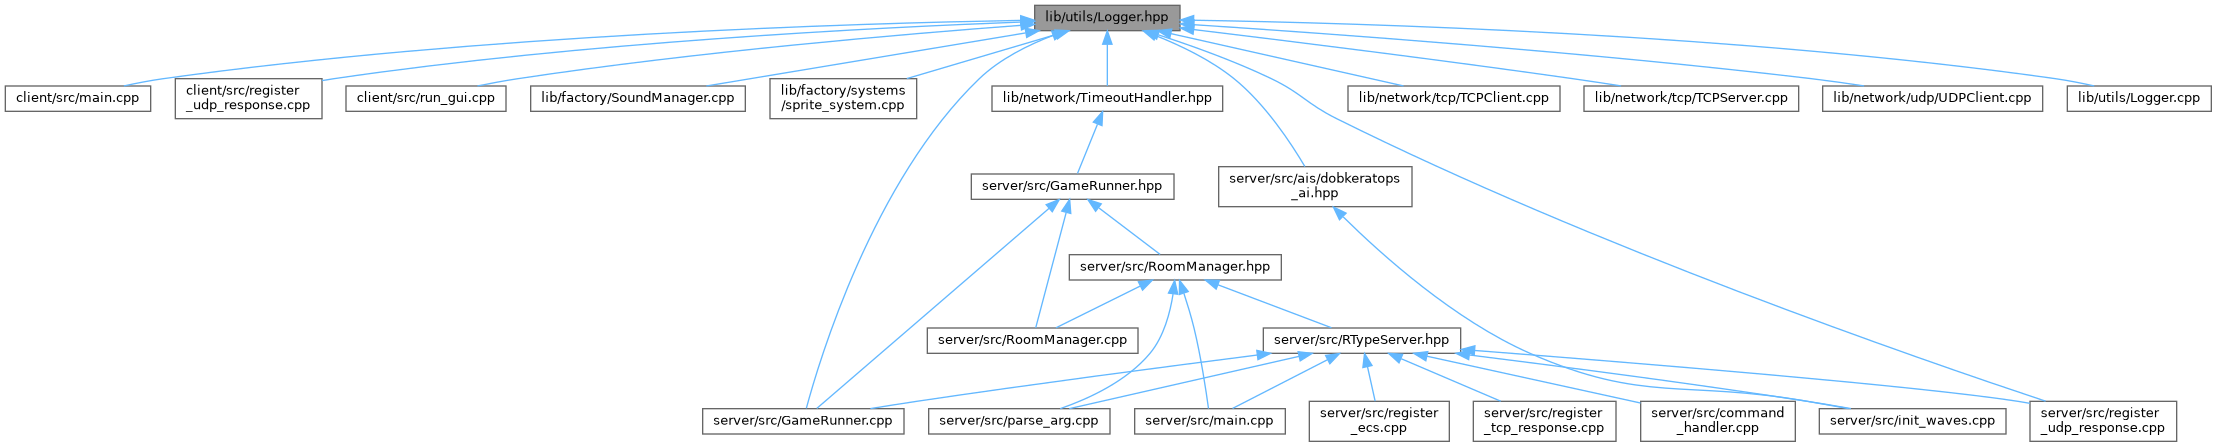 lib/utils/Logger.hpp
client/src/main.cpp
client/src/register
_udp_response.cpp
client/src/run_gui.cpp
lib/factory/SoundManager.cpp
lib/factory/systems
/sprite_system.cpp
lib/network/TimeoutHandler.hpp
lib/network/tcp/TCPClient.cpp
lib/network/tcp/TCPServer.cpp
lib/network/udp/UDPClient.cpp
lib/utils/Logger.cpp
server/src/GameRunner.hpp
server/src/ais/dobkeratops
_ai.hpp
server/src/RoomManager.hpp
server/src/RoomManager.cpp
server/src/RTypeServer.hpp
server/src/GameRunner.cpp
server/src/parse_arg.cpp
server/src/main.cpp
server/src/register
_ecs.cpp
server/src/register
_tcp_response.cpp
server/src/command
_handler.cpp
server/src/init_waves.cpp
server/src/register
_udp_response.cpp